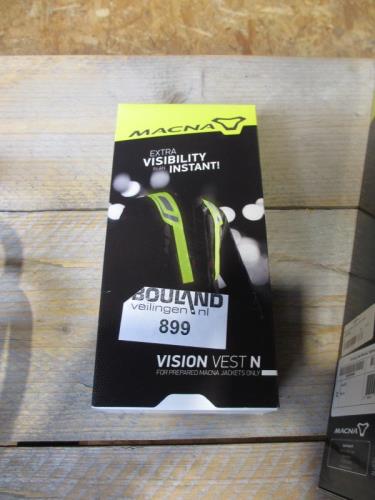 MACNA
EXTRA
VISIBILITY
INSTANT!
BOULAND
veilingen.nl
899
VISION VEST N
FOR PREPARED MACNA JACKETS ONLY
MACNA